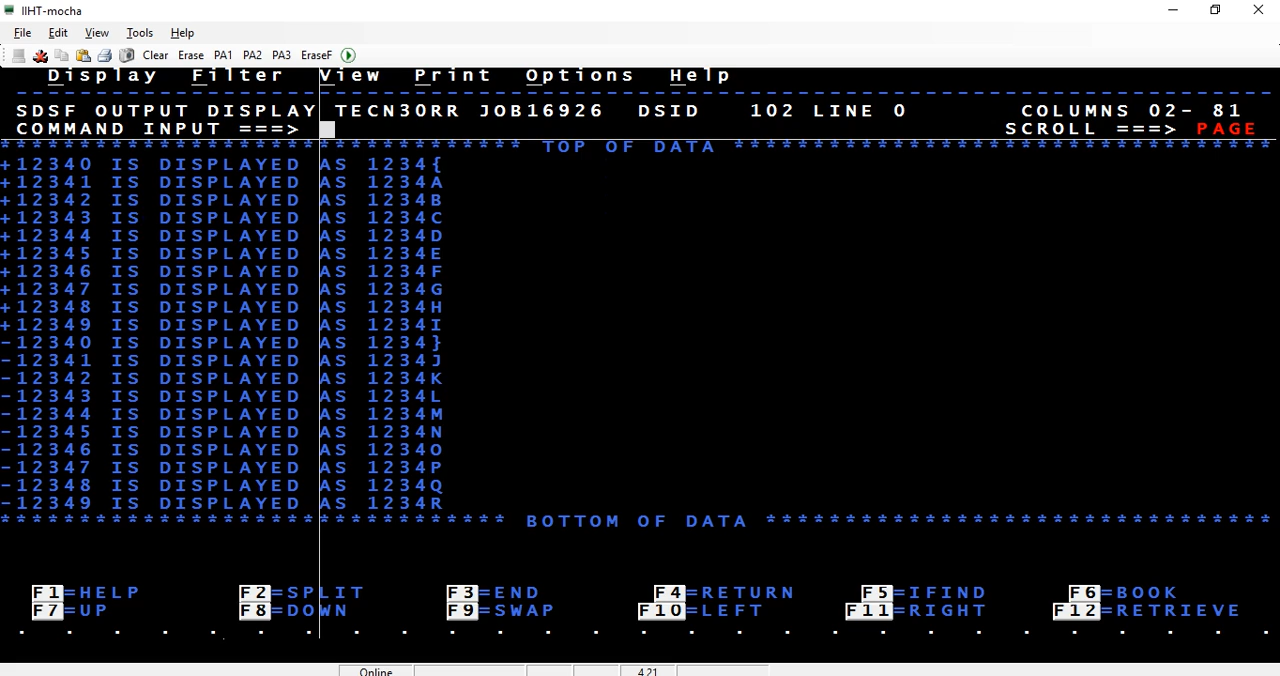 IIHT-mocha
File Edit View Tools Help
Clear Erase PA1 PA2 PA3 EraseF
Display Filter View Print Options Help
-------------------------------------------------------------------------------
SDSF OUTPUT DISPLAY TECN30RR JOB16926 DSID 102 LINE 0 COLUMNS 02- 81
COMMAND INPUT ===> SCROLL ===> PAGE
********************************* TOP OF DATA **********************************
+12340 IS DISPLAYED AS 1234{
+12341 IS DISPLAYED AS 1234A
+12342 IS DISPLAYED AS 1234B
+12343 IS DISPLAYED AS 1234C
+12344 IS DISPLAYED AS 1234D
+12345 IS DISPLAYED AS 1234E
+12346 IS DISPLAYED AS 1234F
+12347 IS DISPLAYED AS 1234G
+12348 IS DISPLAYED AS 1234H
+12349 IS DISPLAYED AS 1234I
-12340 IS DISPLAYED AS 1234}
-12341 IS DISPLAYED AS 1234J
-12342 IS DISPLAYED AS 1234K
-12343 IS DISPLAYED AS 1234L
-12344 IS DISPLAYED AS 1234M
-12345 IS DISPLAYED AS 1234N
-12346 IS DISPLAYED AS 1234O
-12347 IS DISPLAYED AS 1234P
-12348 IS DISPLAYED AS 1234Q
-12349 IS DISPLAYED AS 1234R
******************************** BOTTOM OF DATA ********************************
F1=HELP F2=SPLIT F3=END F4=RETURN F5=IFIND F6=BOOK
F7=UP F8=DOWN F9=SWAP F10=LEFT F11=RIGHT F12=RETRIEVE
Online 4,21